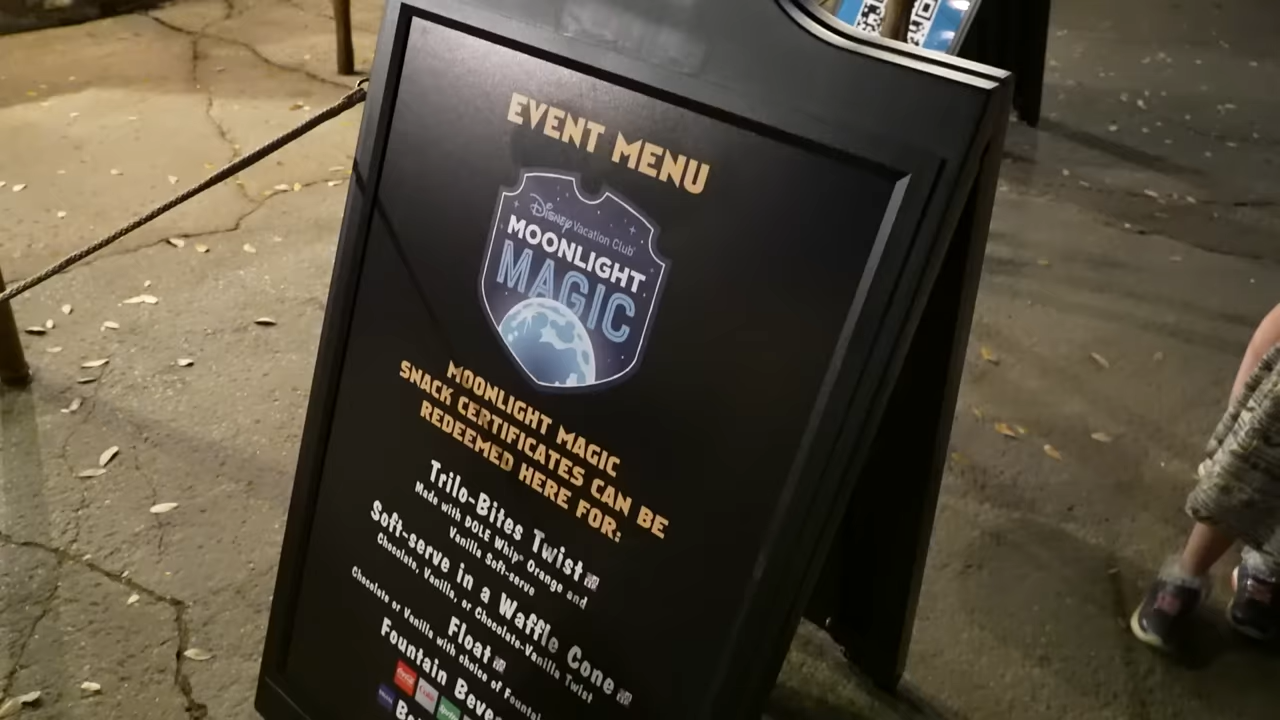 EVENT MENU
Disney Vacation Club
MOONLIGHT
MAGIC
MOONLIGHT MAGIC
SNACK CERTIFICATES CAN BE
REDEEMED HERE FOR:
Trilo-Bites Twist
Made with DOLE Whip® Orange and
Vanilla Soft-serve
Soft-serve in a Waffle Cone
Chocolate, Vanilla, or Chocolate-Vanilla Twist
Float
Chocolate or Vanilla with choice of
Fountain